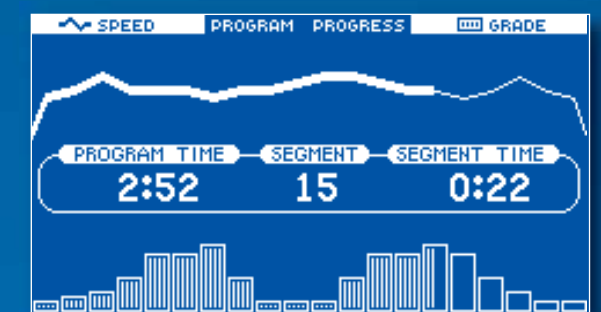 SPEED PROGRAM PROGRESS GRADE
PROGRAM TIME SEGMENT SEGMENT TIME
2:52 15 0:22